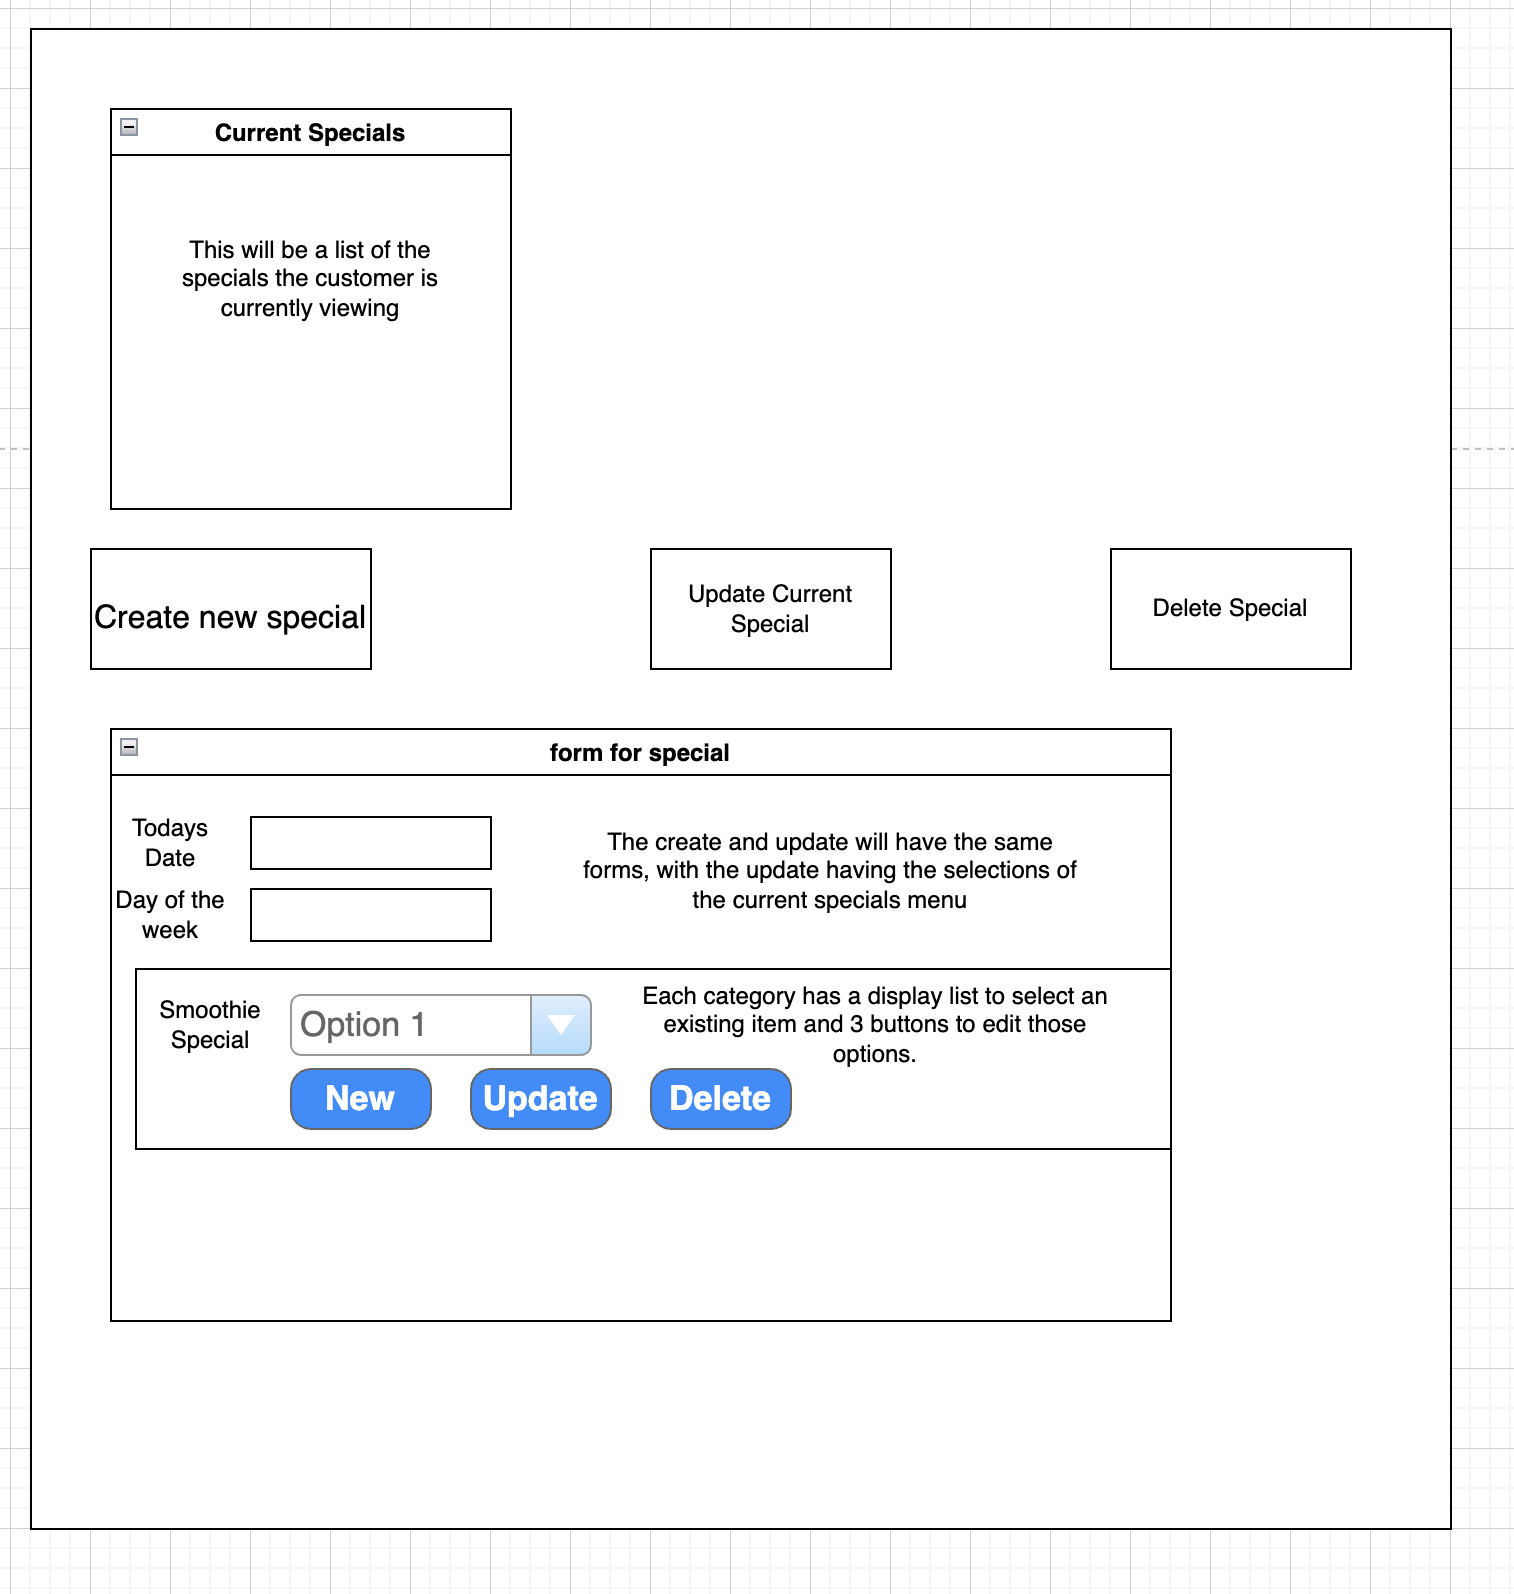 Current Specials
This will be a list of the
specials the customer is
currently viewing
Create new special
Update Current
Special
Delete Special
form for special
Todays
Date
The create and update will have the same
forms, with the update having the selections of
the current specials menu
Day of the
week
Smoothie
Special
Option 1
Each category has a display list to select an
existing item and 3 buttons to edit those
options.
New
Update
Delete